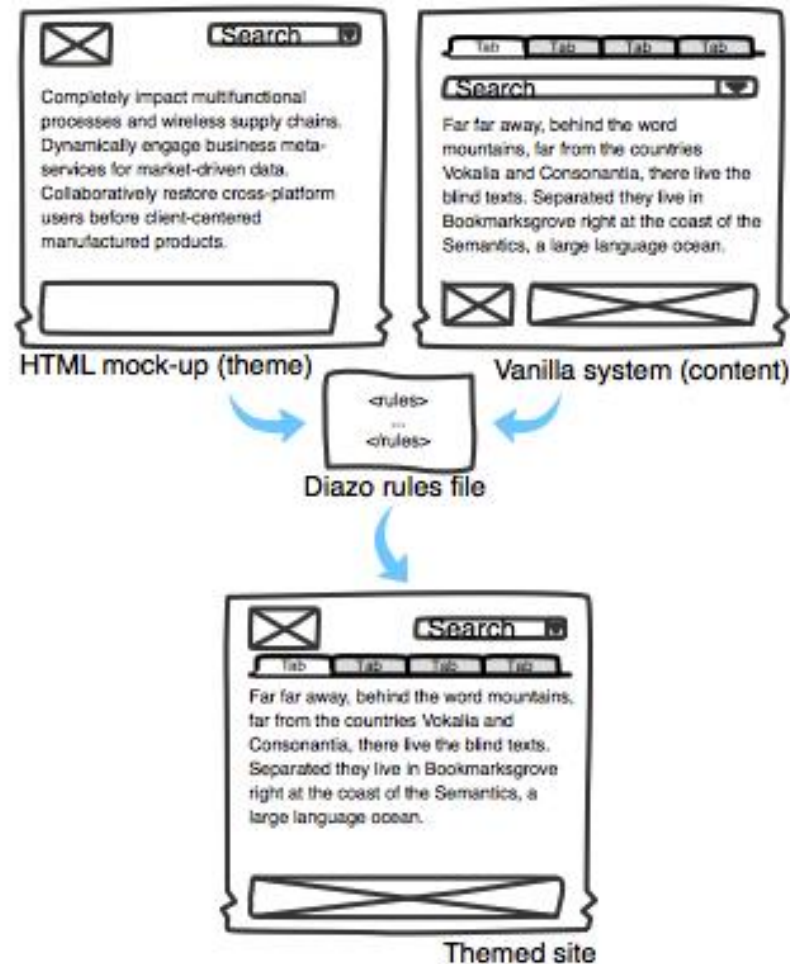 Search
Completely impact multifunctional
processes and wireless supply chains.
Dynamically engage business meta-
services for market-driven data.
Collaboratively restore cross-platform
users before client-centered
manufactured products.
HTML mock-up (theme)
Tab Tab Tab Tab
Search
Far far away, behind the word
mountains, far from the countries
Vokalia and Consonantia, there live the
blind texts. Separated they live in
Bookmarksgrove right at the coast of the
Semantics, a large language ocean.
Vanilla system (content)
<rules>
...
</rules>
Diazo rules file
Search
Tab Tab Tab Tab
Far far away, behind the word mountains,
far from the countries Vokalia and
Consonantia, there live the blind texts.
Separated they live in Bookmarksgrove
right at the coast of the Semantics, a
large language ocean.
Themed site